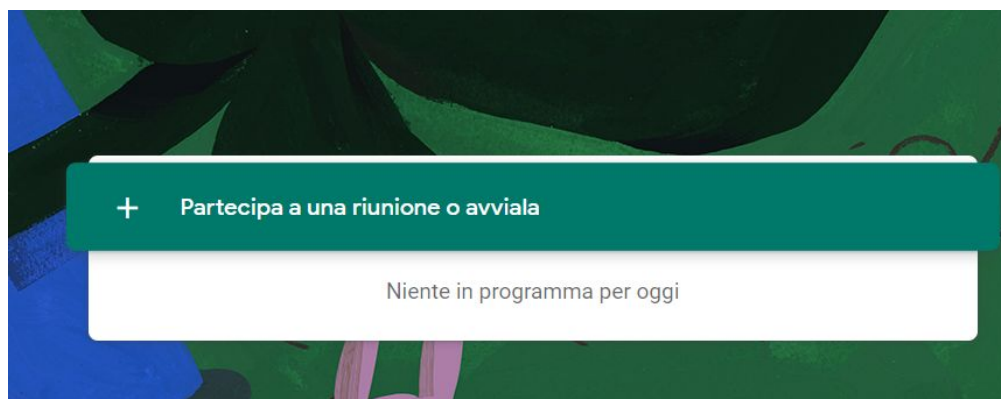 Partecipa a una riunione o avviala
Niente in programma per oggi